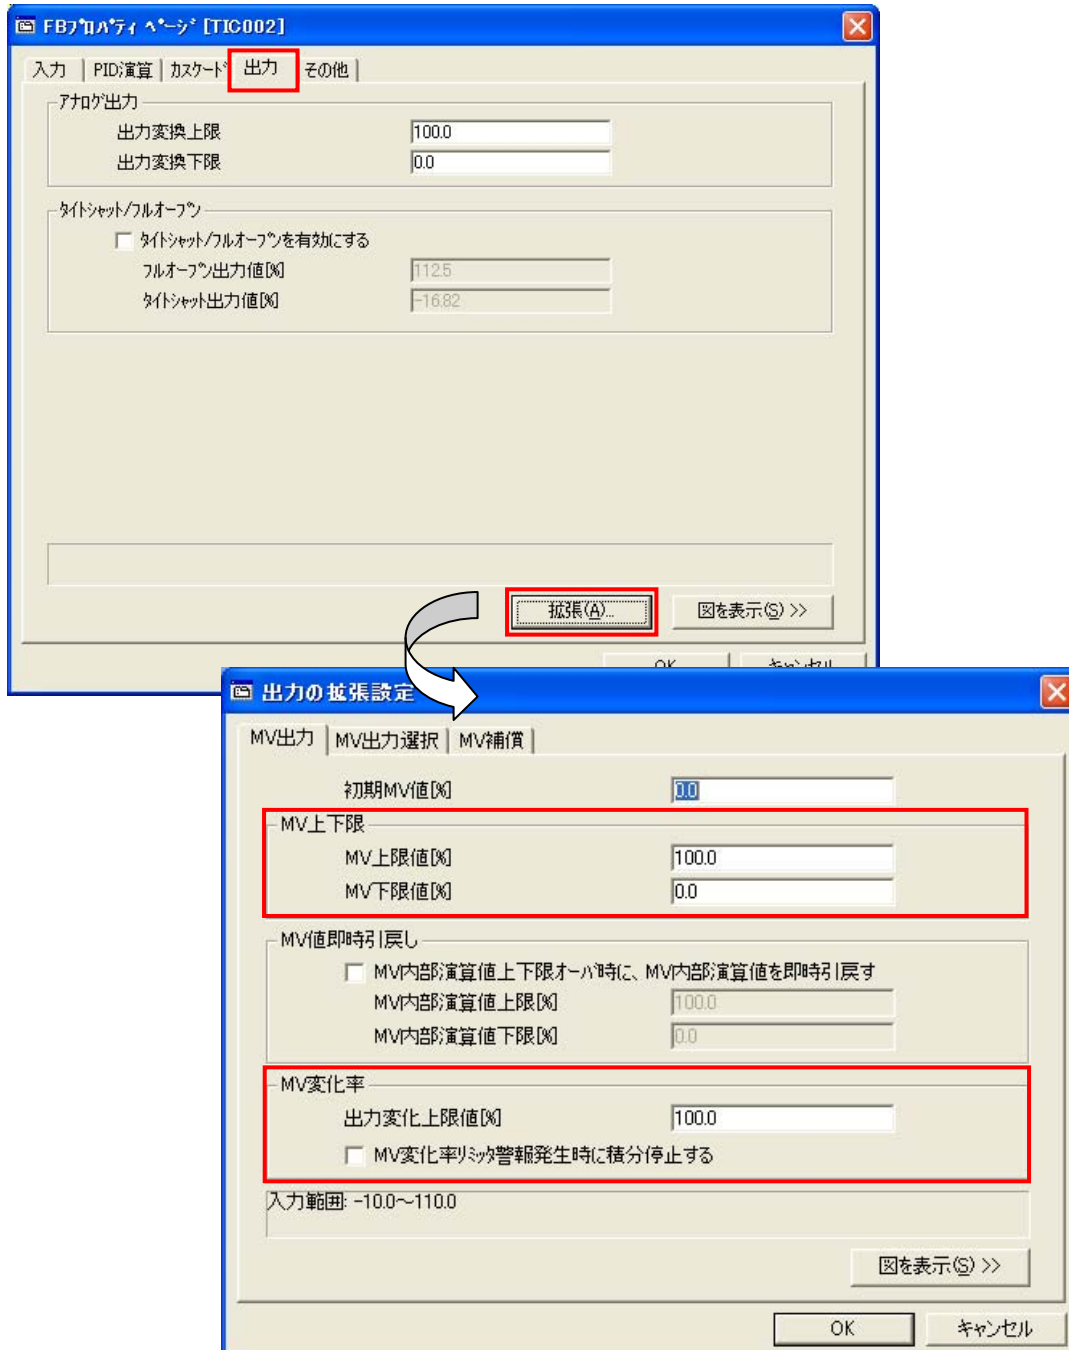 FBﾌﾟﾛﾊﾟﾃｨ ﾍﾟｰｼﾞ [TIC002]
入力 PID演算 ｶｽｹｰﾄﾞ 出力 その他
ｱﾅﾛｸﾞ出力
出力変換上限 100.0
出力変換下限 0.0
ﾀｲﾄｼｬｯﾄ/ﾌﾙｵｰﾌﾟﾝ
ﾀｲﾄｼｬｯﾄ/ﾌﾙｵｰﾌﾟﾝを有効にする
ﾌﾙｵｰﾌﾟﾝ出力値[%] 112.5
ﾀｲﾄｼｬｯﾄ出力値[%] -16.82
拡張(A)... 図を表示(S) >>
OK キャンセル
出力の拡張設定
MV出力 MV出力選択 MV補償
初期MV値[%] 0.0
MV上下限
MV上限値[%] 100.0
MV下限値[%] 0.0
MV値即時引戻し
MV内部演算値上下限ｵｰﾊﾞ時に、MV内部演算値を即時引戻す
MV内部演算値上限[%] 100.0
MV内部演算値下限[%] 0.0
MV変化率
出力変化上限値[%] 100.0
MV変化率ﾘﾐｯﾀ警報発生時に積分停止する
入力範囲: -10.0～110.0
図を表示(S) >>
OK キャンセル